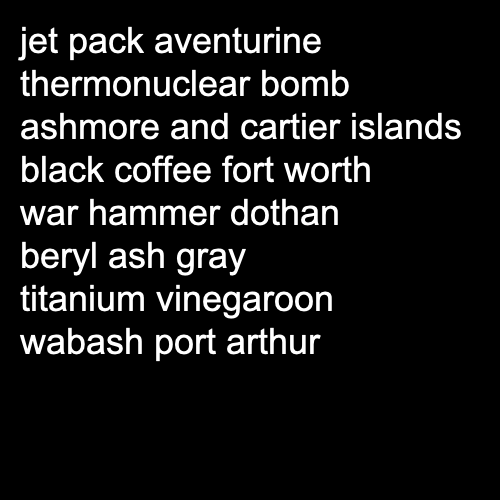 jet pack aventurine
thermonuclear bomb
ashmore and cartier islands
black coffee fort worth
war hammer dothan
beryl ash gray
titanium vinegaroon
wabash port arthur